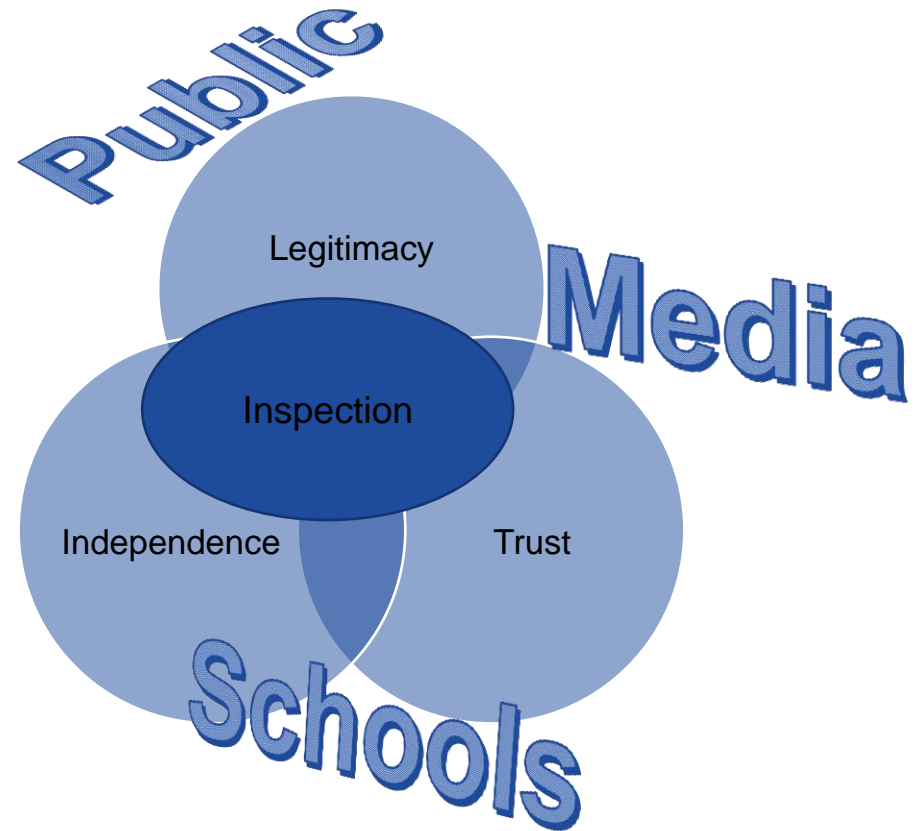 Public
Legitimacy
Media
Inspection
Independence
Trust
Schools